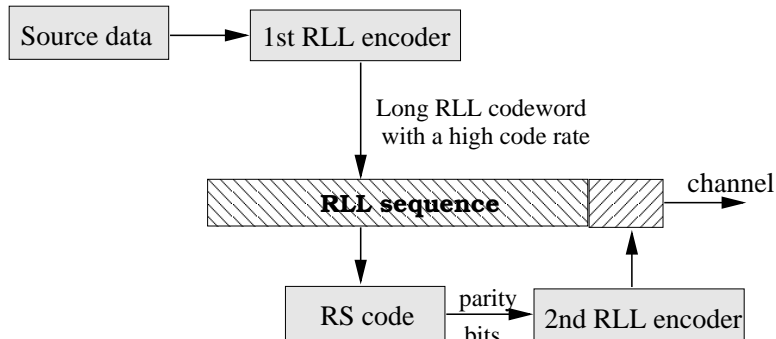 Source data
1st RLL encoder
Long RLL codeword
with a high code rate
RLL sequence
channel
RS code
parity
bits
2nd RLL encoder